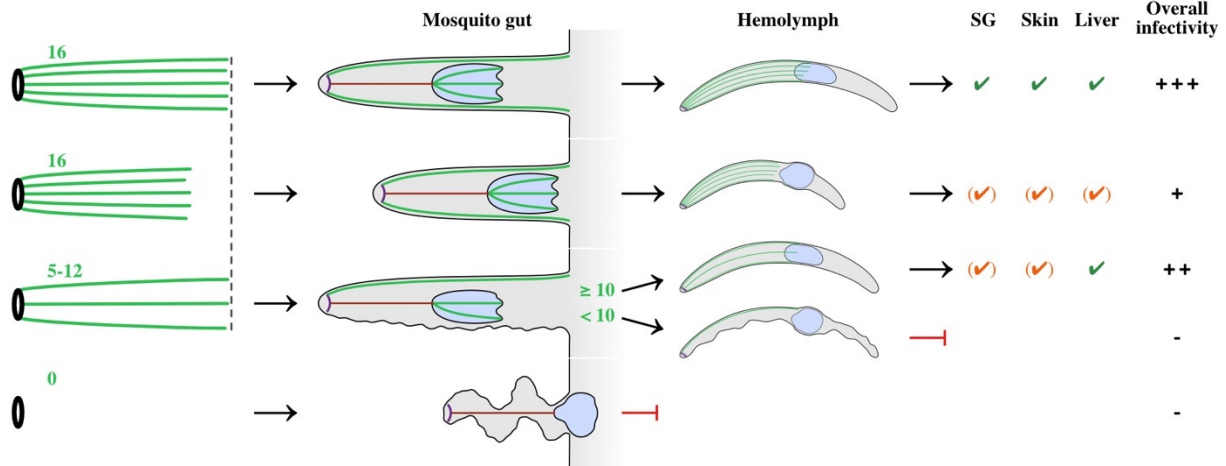 Mosquito gut Hemolymph SG Skin Liver Overall
infectivity
16
✔ ✔ ✔ +++
16
(✔) (✔) (✔) +
5-12
≥ 10 (✔) (✔) ✔ ++
< 10
-
0
-